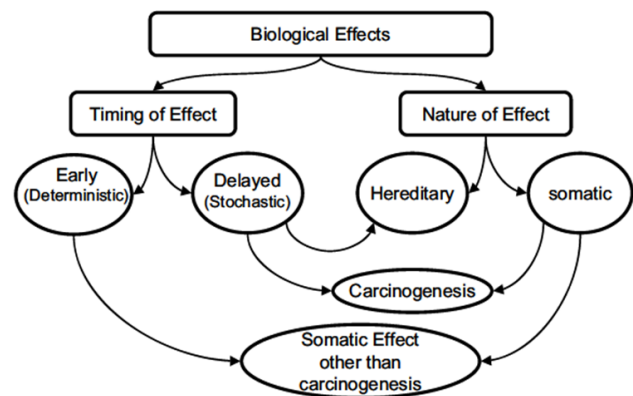 Biological Effects
Timing of Effect
Nature of Effect
Early
(Deterministic)
Delayed
(Stochastic)
Hereditary
somatic
Carcinogenesis
Somatic Effect
other than
carcinogenesis